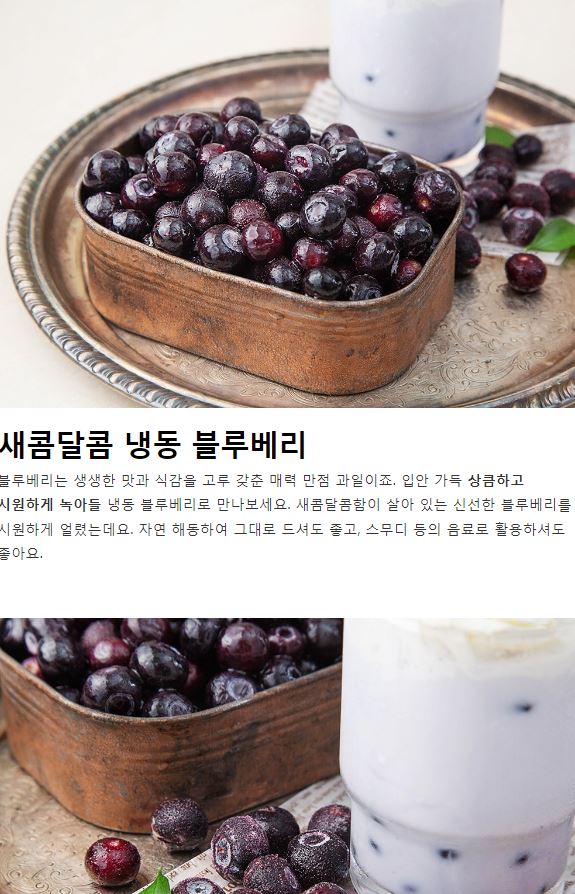 새콤달콤 냉동 블루베리
블루베리는 생생한 맛과 식감을 고루 갖춘 매력 만점 과일이죠. 입안 가득 상큼하고
시원하게 녹아들 냉동 블루베리로 만나보세요. 새콤달콤함이 살아 있는 신선한 블루베리를
시원하게 얼렸는데요. 자연 해동하여 그대로 드셔도 좋고, 스무디 등의 음료로 활용하셔도
좋아요.